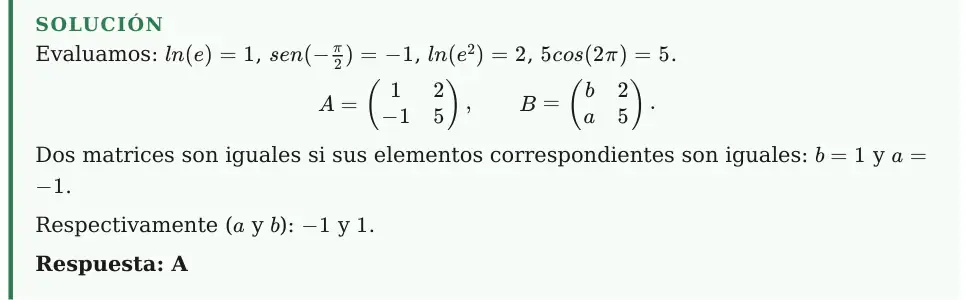 SOLUCIÓN
Evaluamos: ln(e) = 1, sen(−π/2) = −1, ln(e²) = 2, 5cos(2π) = 5.
A = (1 2; −1 5), B = (b 2; a 5).
Dos matrices son iguales si sus elementos correspondientes son iguales: b = 1 y a =
−1.
Respectivamente (a y b): −1 y 1.
Respuesta: A